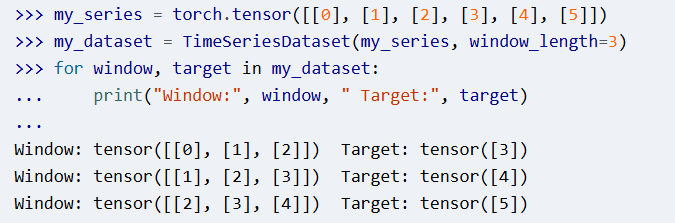 >>> my_series = torch.tensor([[0], [1], [2], [3], [4], [5]])
>>> my_dataset = TimeSeriesDataset(my_series, window_length=3)
>>> for window, target in my_dataset:
...     print("Window:", window, " Target:", target)
...
Window: tensor([[0], [1], [2]])  Target: tensor([3])
Window: tensor([[1], [2], [3]])  Target: tensor([4])
Window: tensor([[2], [3], [4]])  Target: tensor([5])